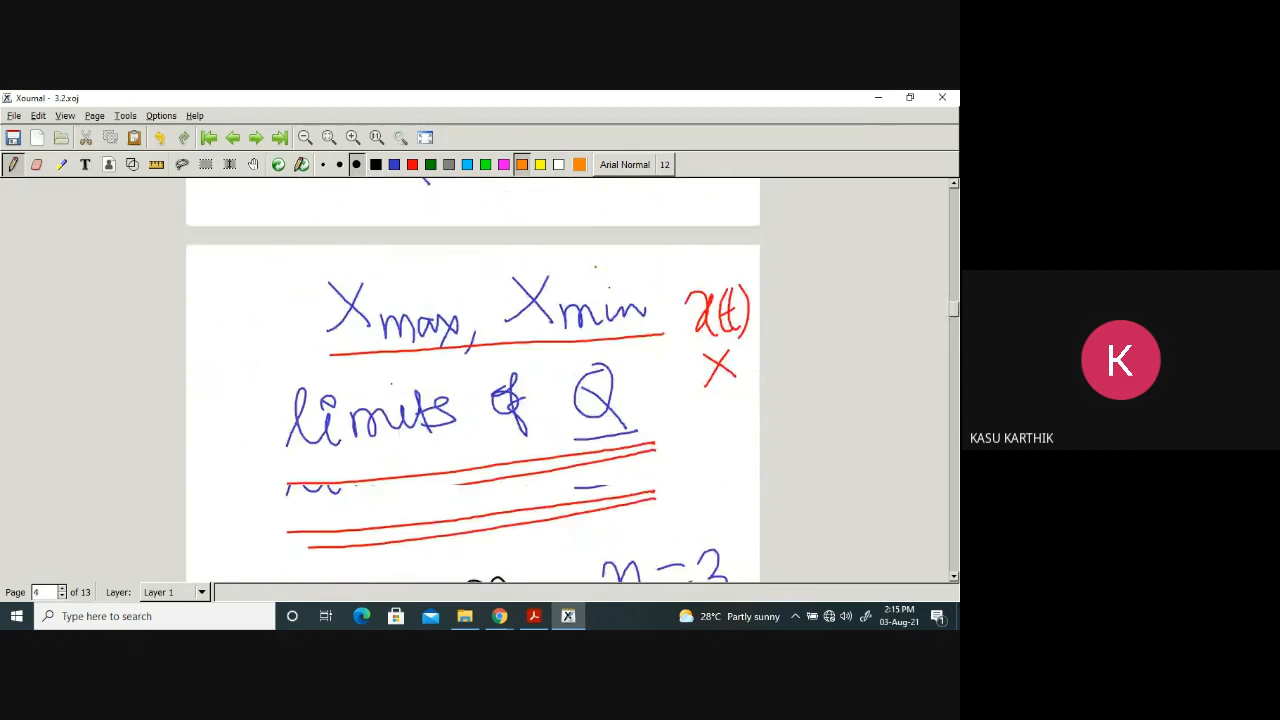 Xournal - 3.2.xoj
File Edit View Page Tools Options Help
T Arial Normal 12
Xmax, Xmin x(t)
X
limits of Q
n = 3
Page 4 of 13 Layer: Layer 1
Type here to search
28°C Partly sunny
2:15 PM
03-Aug-21
1
K
KASU KARTHIK